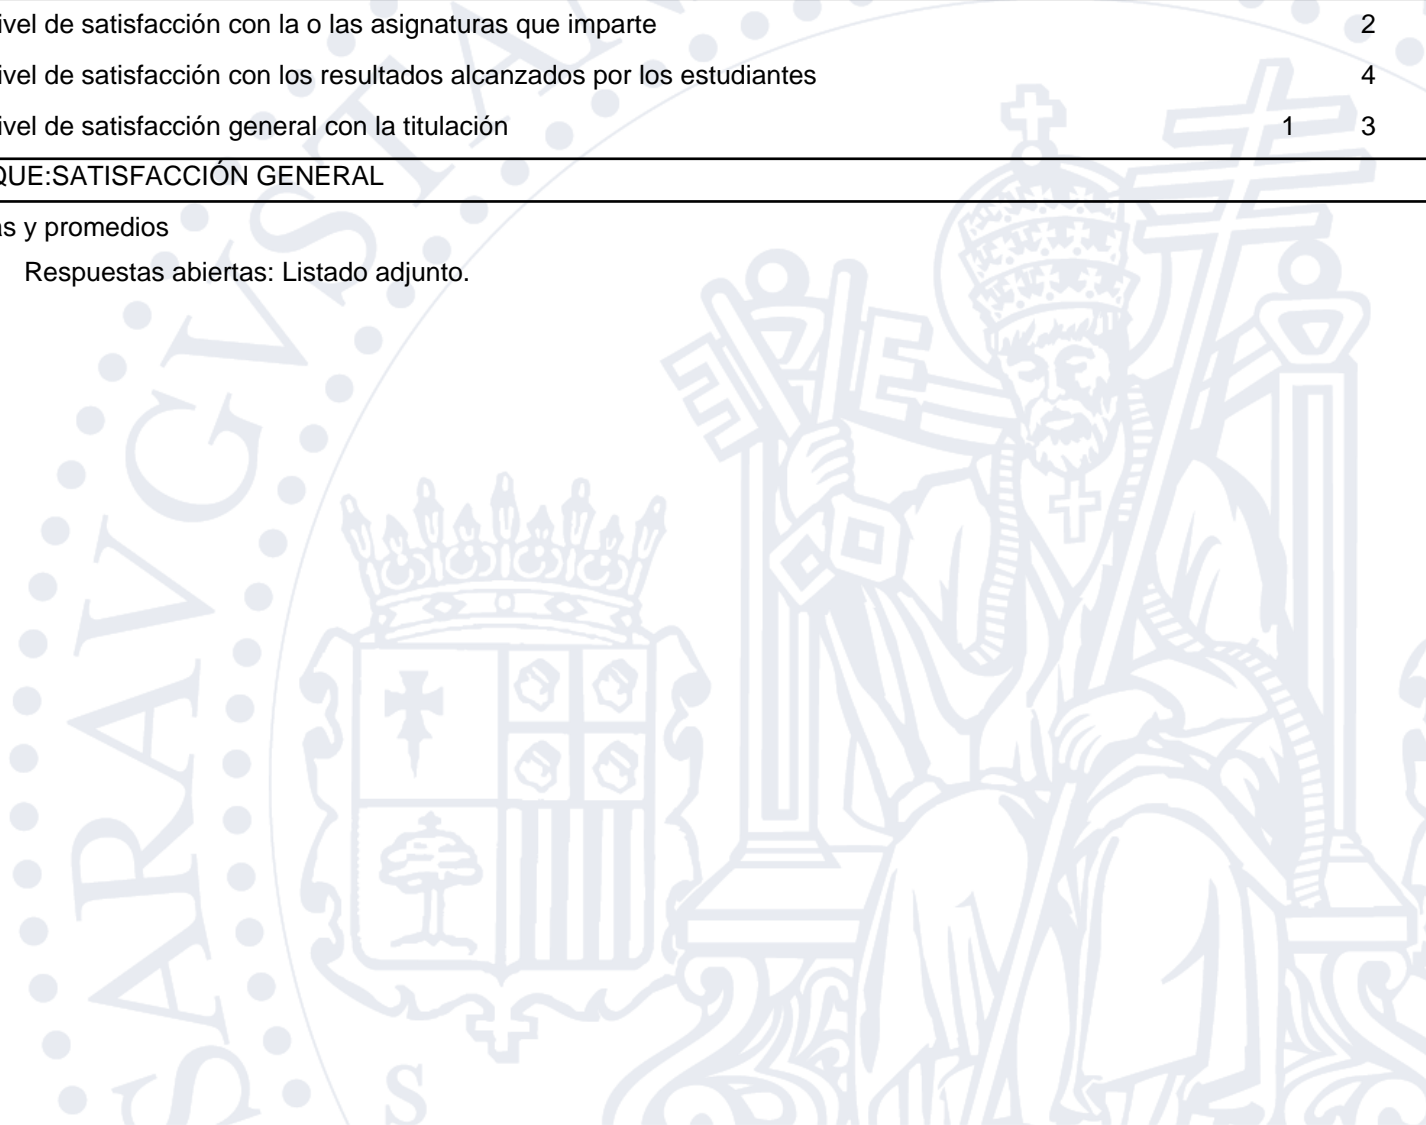 ivel de satisfacción con la o las asignaturas que imparte 2
ivel de satisfacción con los resultados alcanzados por los estudiantes 4
ivel de satisfacción general con la titulación 1 3
QUE:SATISFACCIÓN GENERAL
as y promedios
Respuestas abiertas: Listado adjunto.
SARAVGVSTAN
S